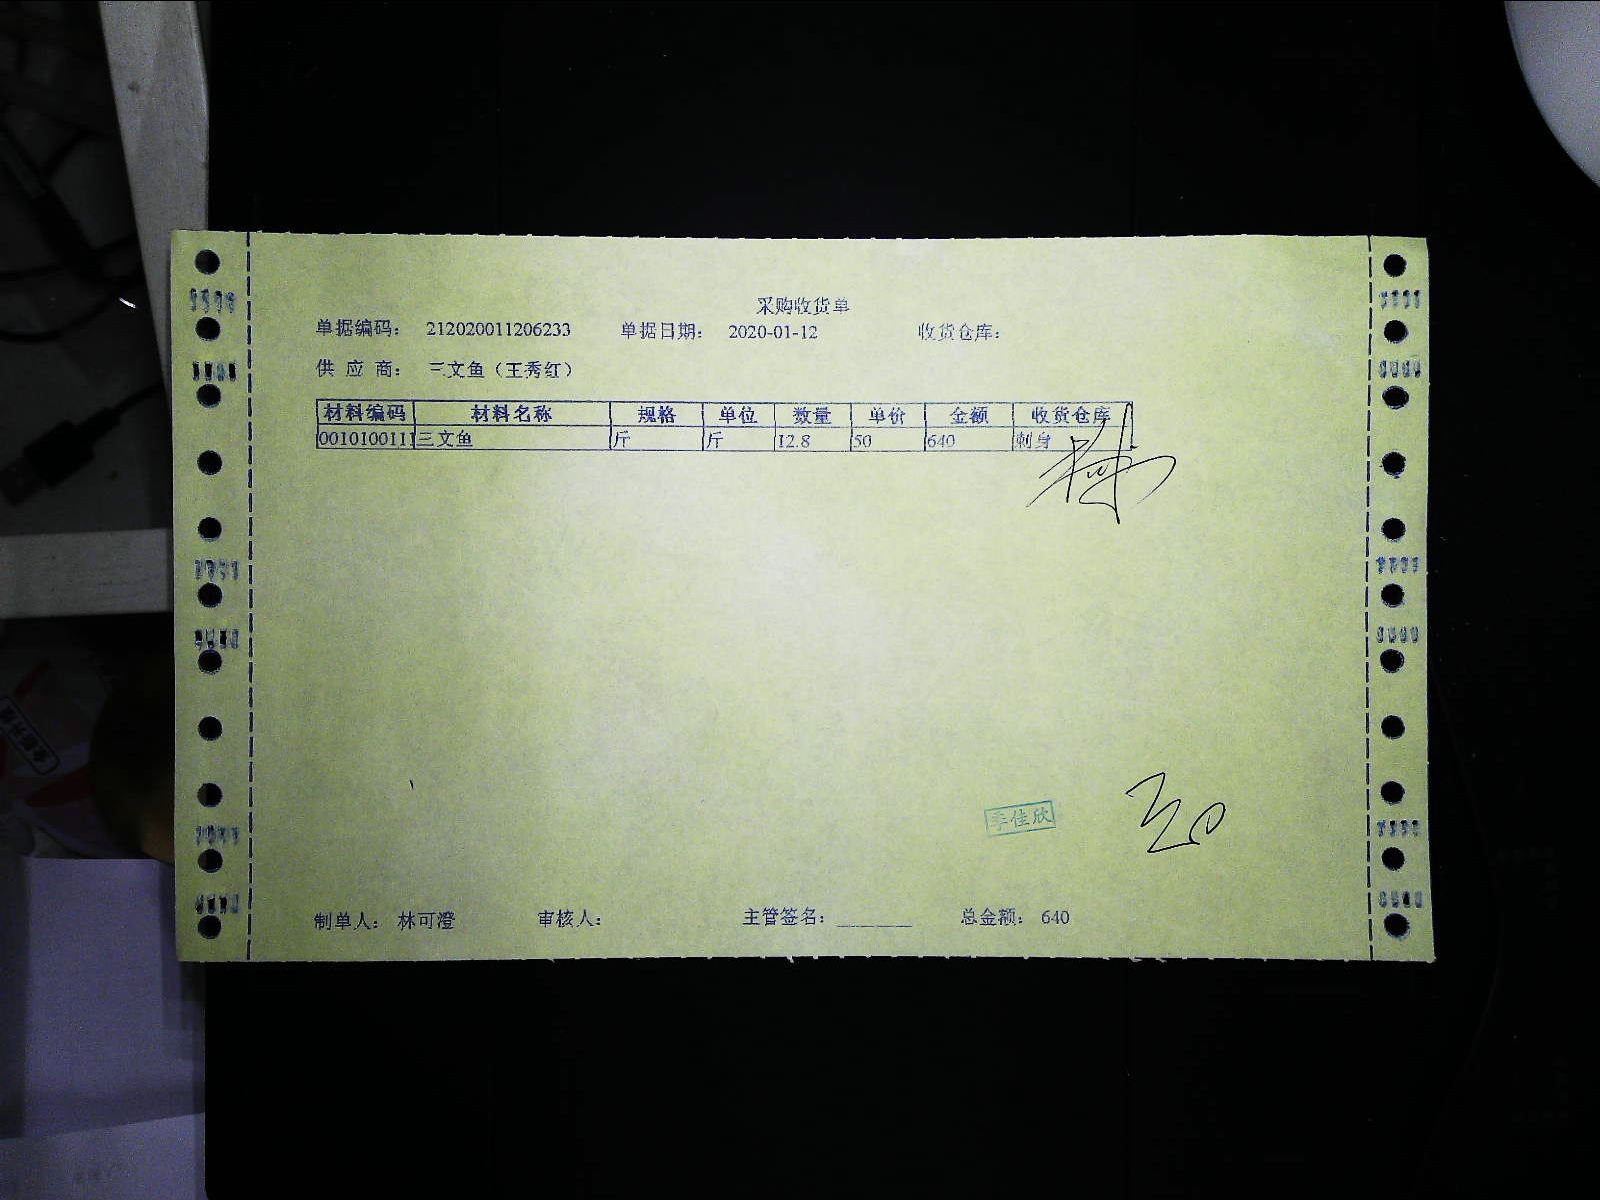 采购收货单
单据编码: 212020011206233 单据日期: 2020-01-12 收货仓库:
供 应 商: 三文鱼（王秀红）
材料编码 材料名称 规格 单位 数量 单价 金额 收货仓库
0010100111 三文鱼 斤 斤 12.8 50 640 刺身
季佳欣
制单人: 林可澄 审核人: 主管签名: ________ 总金额: 640